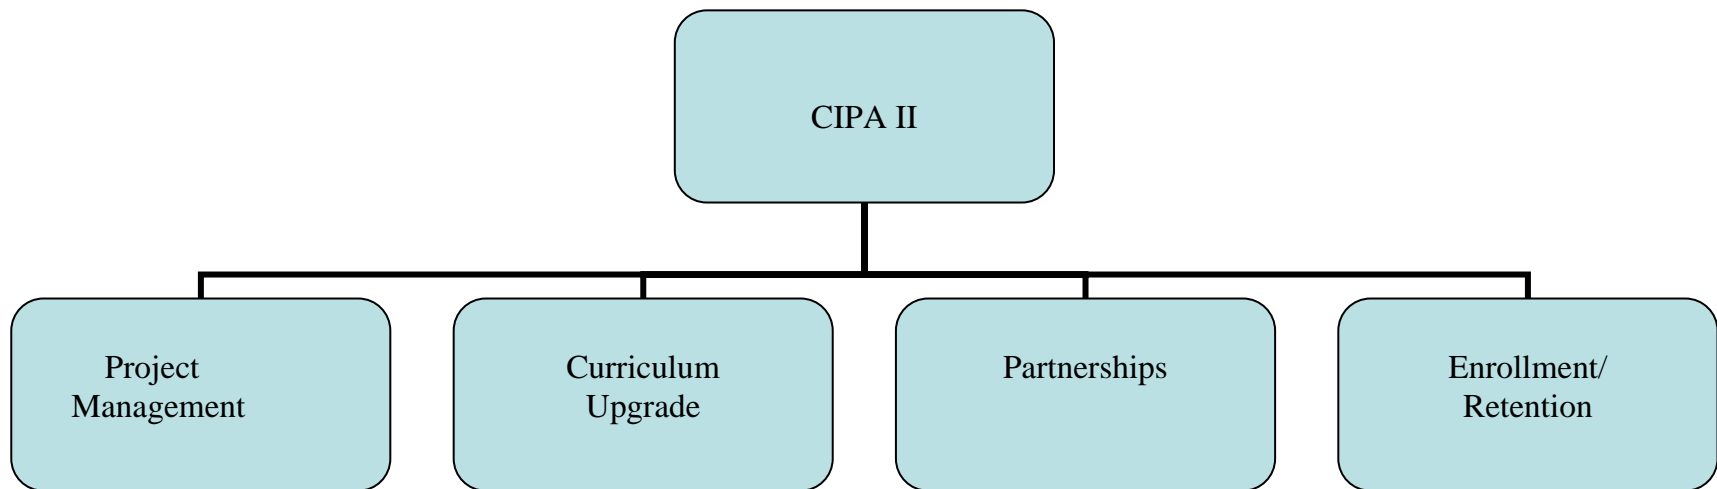 CIPA II
Project
Management
Curriculum
Upgrade
Partnerships
Enrollment/
Retention